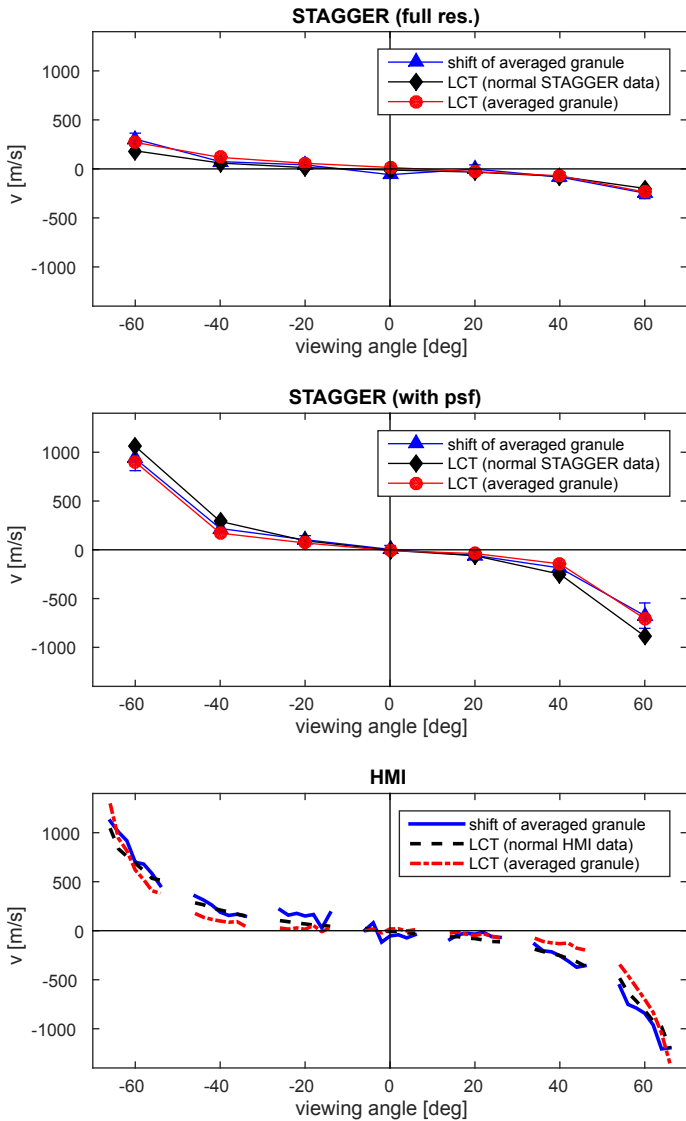 STAGGER (full res.)
1000
500
0
-500
-1000
v [m/s]
shift of averaged granule
LCT (normal STAGGER data)
LCT (averaged granule)
-60 -40 -20 0 20 40 60
viewing angle [deg]
STAGGER (with psf)
1000
500
0
-500
-1000
v [m/s]
shift of averaged granule
LCT (normal STAGGER data)
LCT (averaged granule)
-60 -40 -20 0 20 40 60
viewing angle [deg]
HMI
1000
500
0
-500
-1000
v [m/s]
shift of averaged granule
LCT (normal HMI data)
LCT (averaged granule)
-60 -40 -20 0 20 40 60
viewing angle [deg]